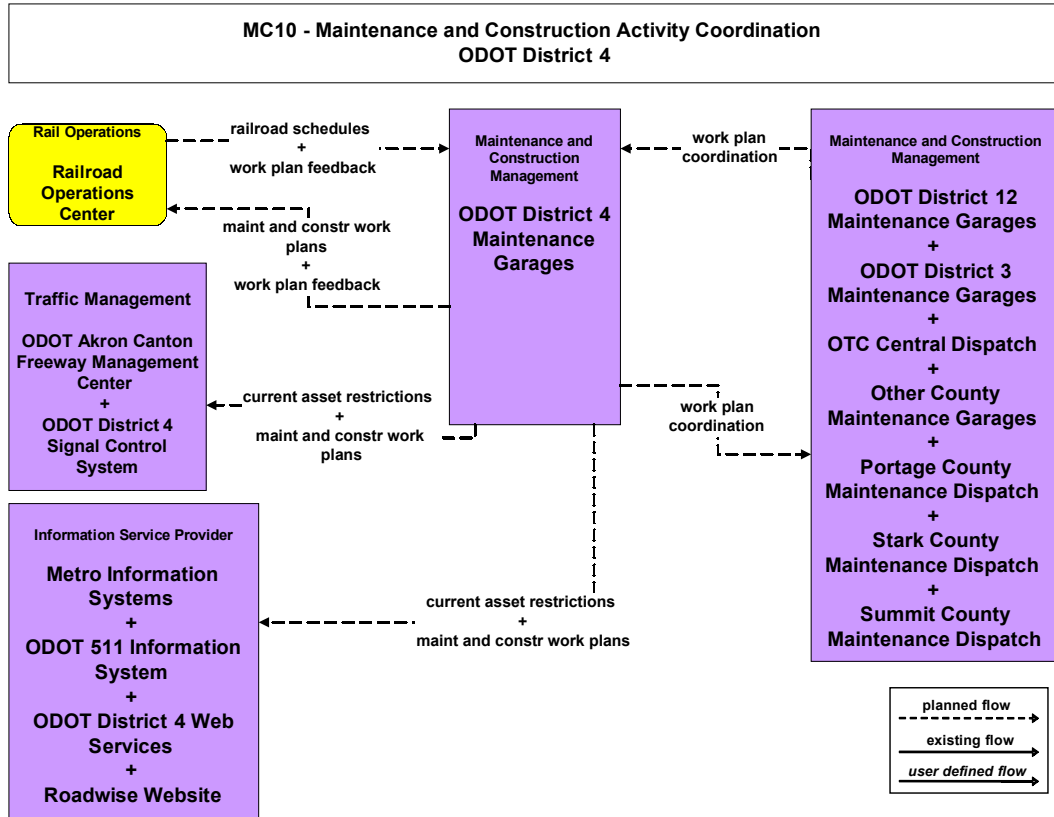 MC10 - Maintenance and Construction Activity Coordination
ODOT District 4
Rail Operations
Railroad
Operations
Center
railroad schedules
+
work plan feedback
maint and constr work
plans
+
work plan feedback
Maintenance and
Construction
Management
ODOT District 4
Maintenance
Garages
work plan
coordination
Maintenance and Construction
Management
ODOT District 12
Maintenance Garages
+
ODOT District 3
Maintenance Garages
+
OTC Central Dispatch
+
Other County
Maintenance Garages
+
Portage County
Maintenance Dispatch
+
Stark County
Maintenance Dispatch
+
Summit County
Maintenance Dispatch
Traffic Management
ODOT Akron Canton
Freeway Management
Center
+
ODOT District 4
Signal Control
System
current asset restrictions
+
maint and constr work
plans
work plan
coordination
Information Service Provider
Metro Information
Systems
+
ODOT 511 Information
System
+
ODOT District 4 Web
Services
+
Roadwise Website
current asset restrictions
+
maint and constr work plans
planned flow
existing flow
user defined flow